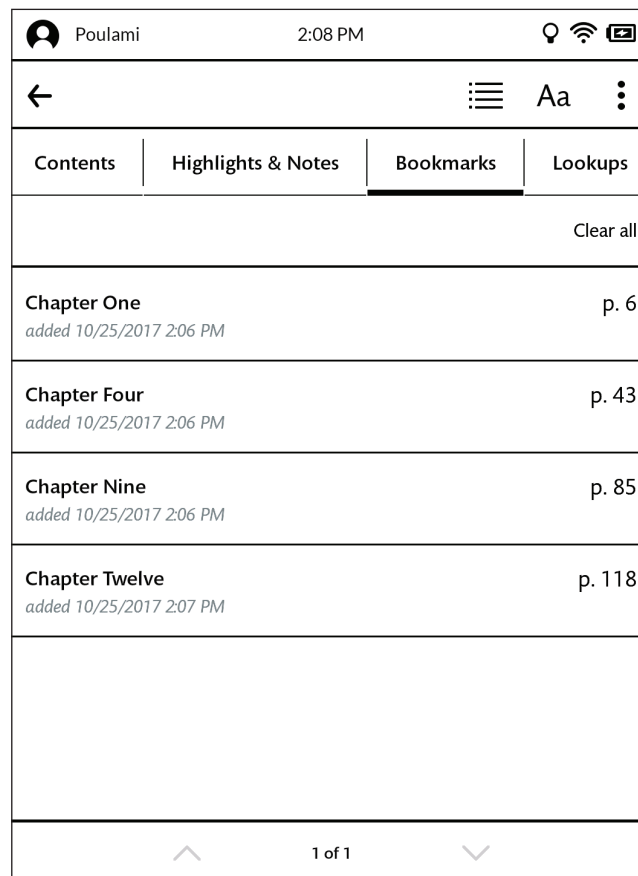 Poulami 2:08 PM
Aa
Contents Highlights & Notes Bookmarks Lookups
Clear all
Chapter One p. 6
added 10/25/2017 2:06 PM
Chapter Four p. 43
added 10/25/2017 2:06 PM
Chapter Nine p. 85
added 10/25/2017 2:06 PM
Chapter Twelve p. 118
added 10/25/2017 2:07 PM
1 of 1